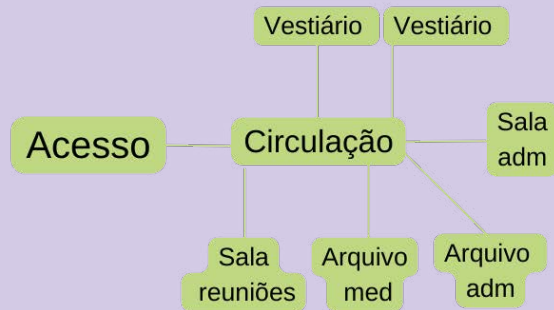 Vestiário
Vestiário
Acesso
Circulação
Sala
adm
Sala
reuniões
Arquivo
med
Arquivo
adm